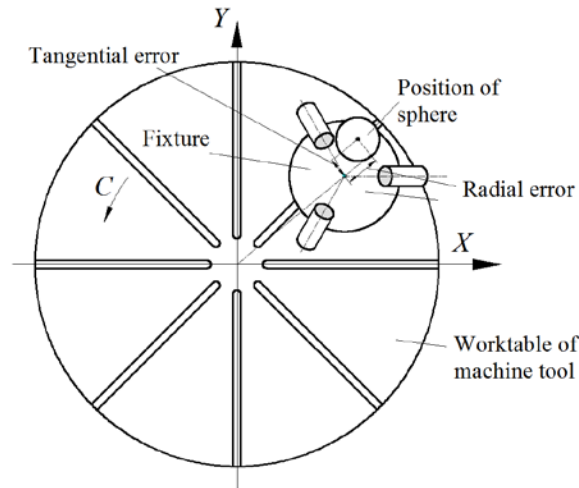 Y
Tangential error
Position of
sphere
Fixture
C
Radial error
X
Worktable of
machine tool